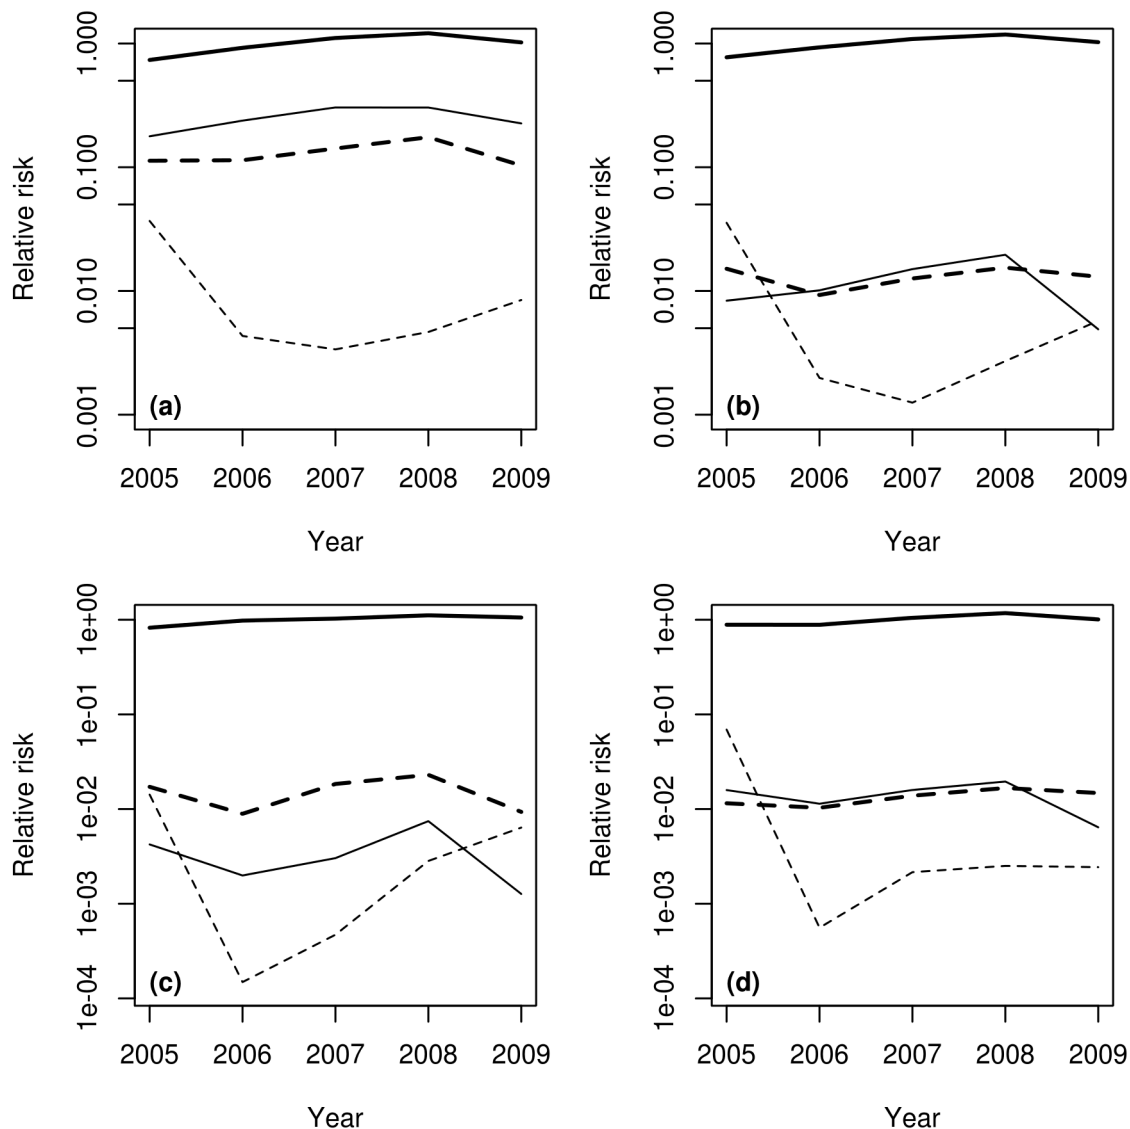 Relative risk
1.000
0.100
0.010
0.001
(a)
2005 2006 2007 2008 2009
Year
Relative risk
1.000
0.100
0.010
0.001
(b)
2005 2006 2007 2008 2009
Year
Relative risk
1e+00
1e-01
1e-02
1e-03
1e-04
(c)
2005 2006 2007 2008 2009
Year
Relative risk
1e+00
1e-01
1e-02
1e-03
1e-04
(d)
2005 2006 2007 2008 2009
Year